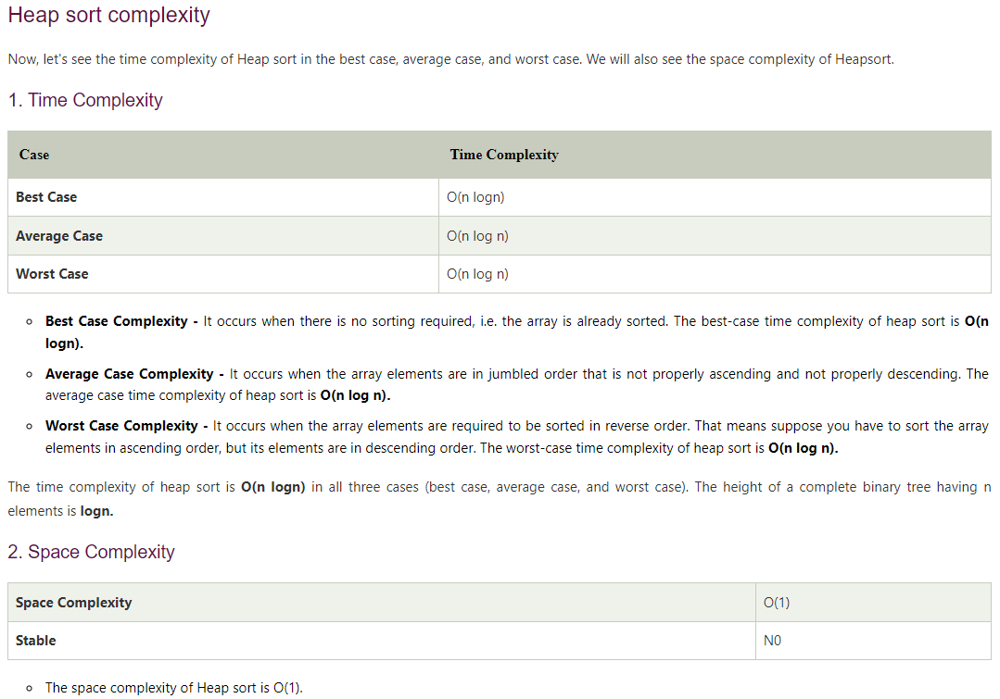 Heap sort complexity
Now, let's see the time complexity of Heap sort in the best case, average case, and worst case. We will also see the space complexity of Heapsort.
1. Time Complexity
Case Time Complexity
Best Case O(n logn)
Average Case O(n log n)
Worst Case O(n log n)
Best Case Complexity - It occurs when there is no sorting required, i.e. the array is already sorted. The best-case time complexity of heap sort is O(n
logn).
Average Case Complexity - It occurs when the array elements are in jumbled order that is not properly ascending and not properly descending. The
average case time complexity of heap sort is O(n log n).
Worst Case Complexity - It occurs when the array elements are required to be sorted in reverse order. That means suppose you have to sort the array
elements in ascending order, but its elements are in descending order. The worst-case time complexity of heap sort is O(n log n).
The time complexity of heap sort is O(n logn) in all three cases (best case, average case, and worst case). The height of a complete binary tree having n
elements is logn.
2. Space Complexity
Space Complexity O(1)
Stable N0
The space complexity of Heap sort is O(1).